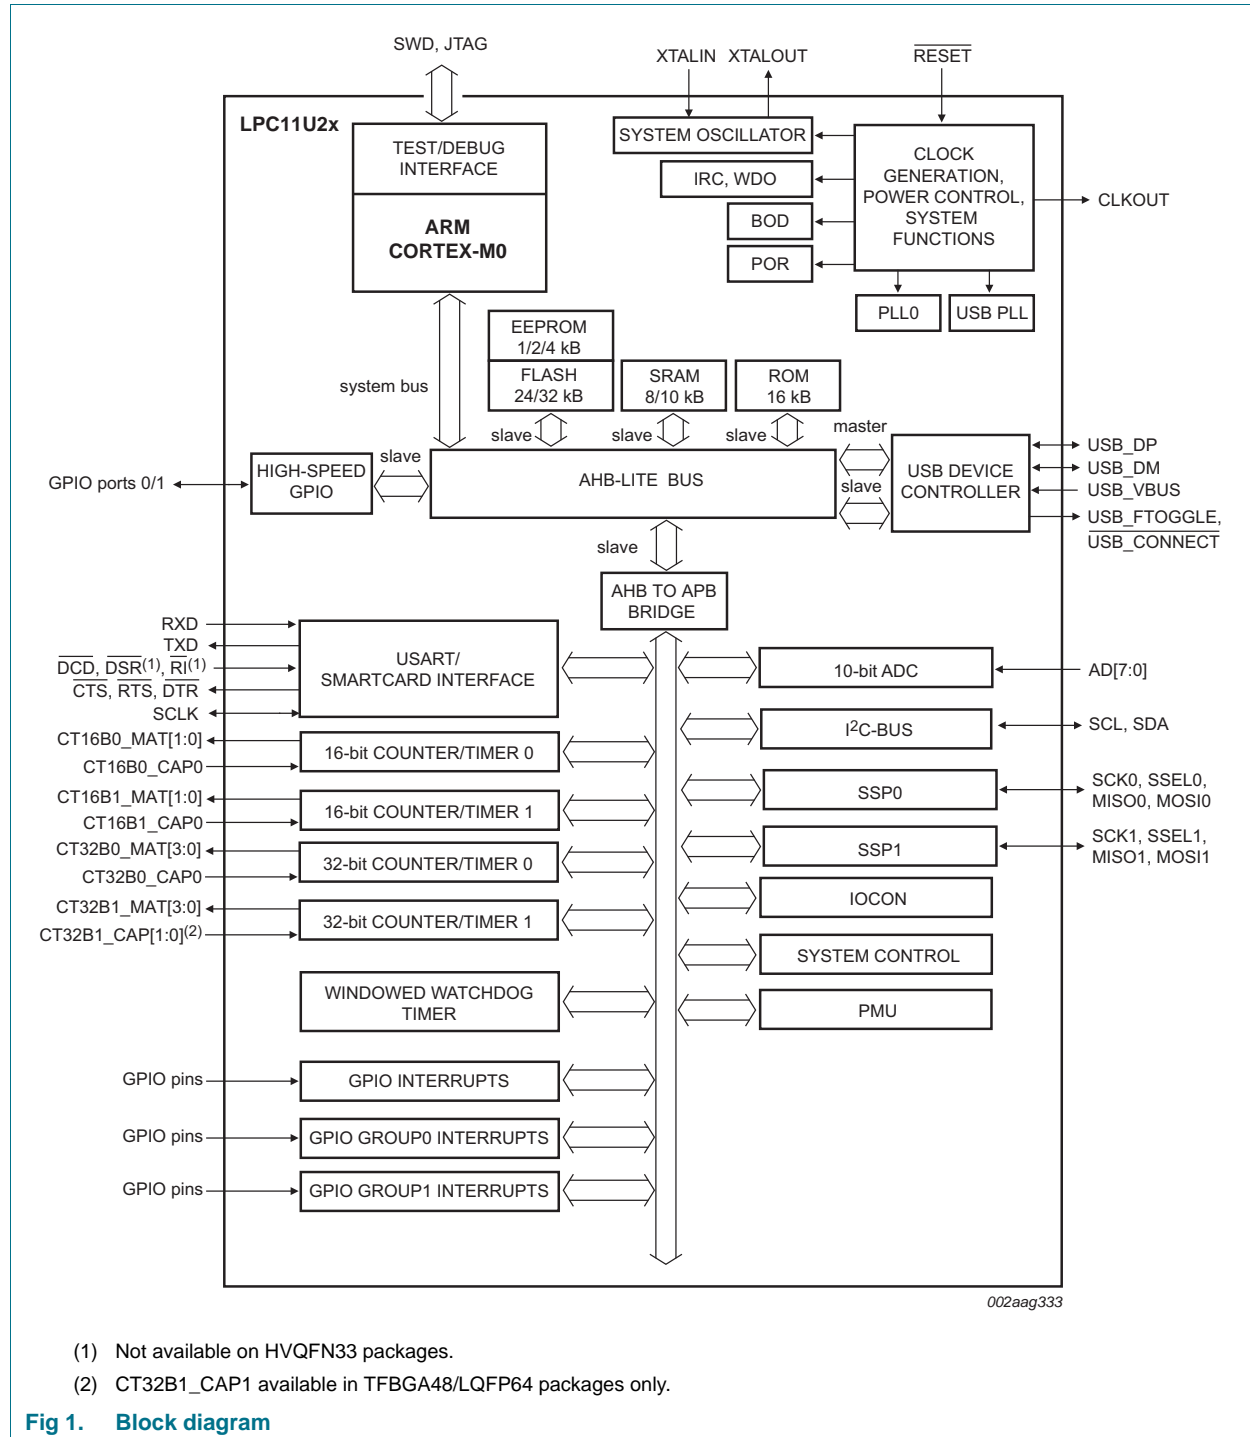 SWD, JTAG
XTALIN XTALOUT
RESET
LPC11U2x
TEST/DEBUG
INTERFACE
ARM
CORTEX-M0
SYSTEM OSCILLATOR
IRC, WDO
BOD
POR
CLOCK
GENERATION,
POWER CONTROL,
SYSTEM
FUNCTIONS
CLKOUT
PLL0
USB PLL
EEPROM
1/2/4 kB
FLASH
24/32 kB
SRAM
8/10 kB
ROM
16 kB
system bus
slave
slave
slave
master
slave
slave
GPIO ports 0/1
HIGH-SPEED
GPIO
AHB-LITE BUS
USB DEVICE
CONTROLLER
USB_DP
USB_DM
USB_VBUS
USB_FTOGGLE,
USB_CONNECT
slave
AHB TO APB
BRIDGE
RXD
TXD
DCD, DSR(1), RI(1)
CTS, RTS, DTR
SCLK
USART/
SMARTCARD INTERFACE
10-bit ADC
AD[7:0]
CT16B0_MAT[1:0]
CT16B0_CAP0
16-bit COUNTER/TIMER 0
I2C-BUS
SCL, SDA
CT16B1_MAT[1:0]
CT16B1_CAP0
16-bit COUNTER/TIMER 1
SSP0
SCK0, SSEL0,
MISO0, MOSI0
CT32B0_MAT[3:0]
CT32B0_CAP0
32-bit COUNTER/TIMER 0
SSP1
SCK1, SSEL1,
MISO1, MOSI1
CT32B1_MAT[3:0]
CT32B1_CAP[1:0](2)
32-bit COUNTER/TIMER 1
IOCON
SYSTEM CONTROL
WINDOWED WATCHDOG
TIMER
PMU
GPIO pins
GPIO INTERRUPTS
GPIO pins
GPIO GROUP0 INTERRUPTS
GPIO pins
GPIO GROUP1 INTERRUPTS
002aag333
(1) Not available on HVQFN33 packages.
(2) CT32B1_CAP1 available in TFBGA48/LQFP64 packages only.
Fig 1. Block diagram